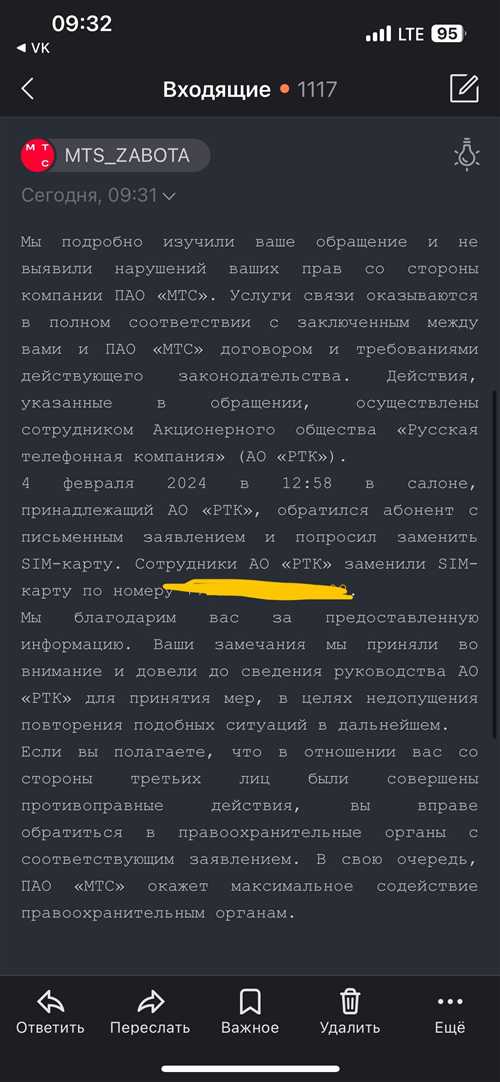 09:32
LTE 95
◀ VK
Входящие • 1117
МТС
MTS_ZABOTA
Сегодня, 09:31
Мы подробно изучили ваше обращение и не
выявили нарушений ваших прав со стороны
компании ПАО «МТС». Услуги связи оказываются
в полном соответствии с заключенным между
вами и ПАО «МТС» договором и требованиями
действующего законодательства. Действия,
указанные в обращении, осуществлены
сотрудником Акционерного общества «Русская
телефонная компания» (АО «РТК»).
4 февраля 2024 в 12:58 в салоне,
принадлежащий АО «РТК», обратился абонент с
письменным заявлением и попросил заменить
SIM-карту. Сотрудники АО «РТК» заменили SIM-
карту по номеру
Мы благодарим вас за предоставленную
информацию. Ваши замечания мы приняли во
внимание и довели до сведения руководства АО
«РТК» для принятия мер, в целях недопущения
повторения подобных ситуаций в дальнейшем.
Если вы полагаете, что в отношении вас со
стороны третьих лиц были совершены
противоправные действия, вы вправе
обратиться в правоохранительные органы с
соответствующим заявлением. В свою очередь,
ПАО «МТС» окажет максимальное содействие
правоохранительным органам.
Ответить Переслать Важное Удалить Ещё